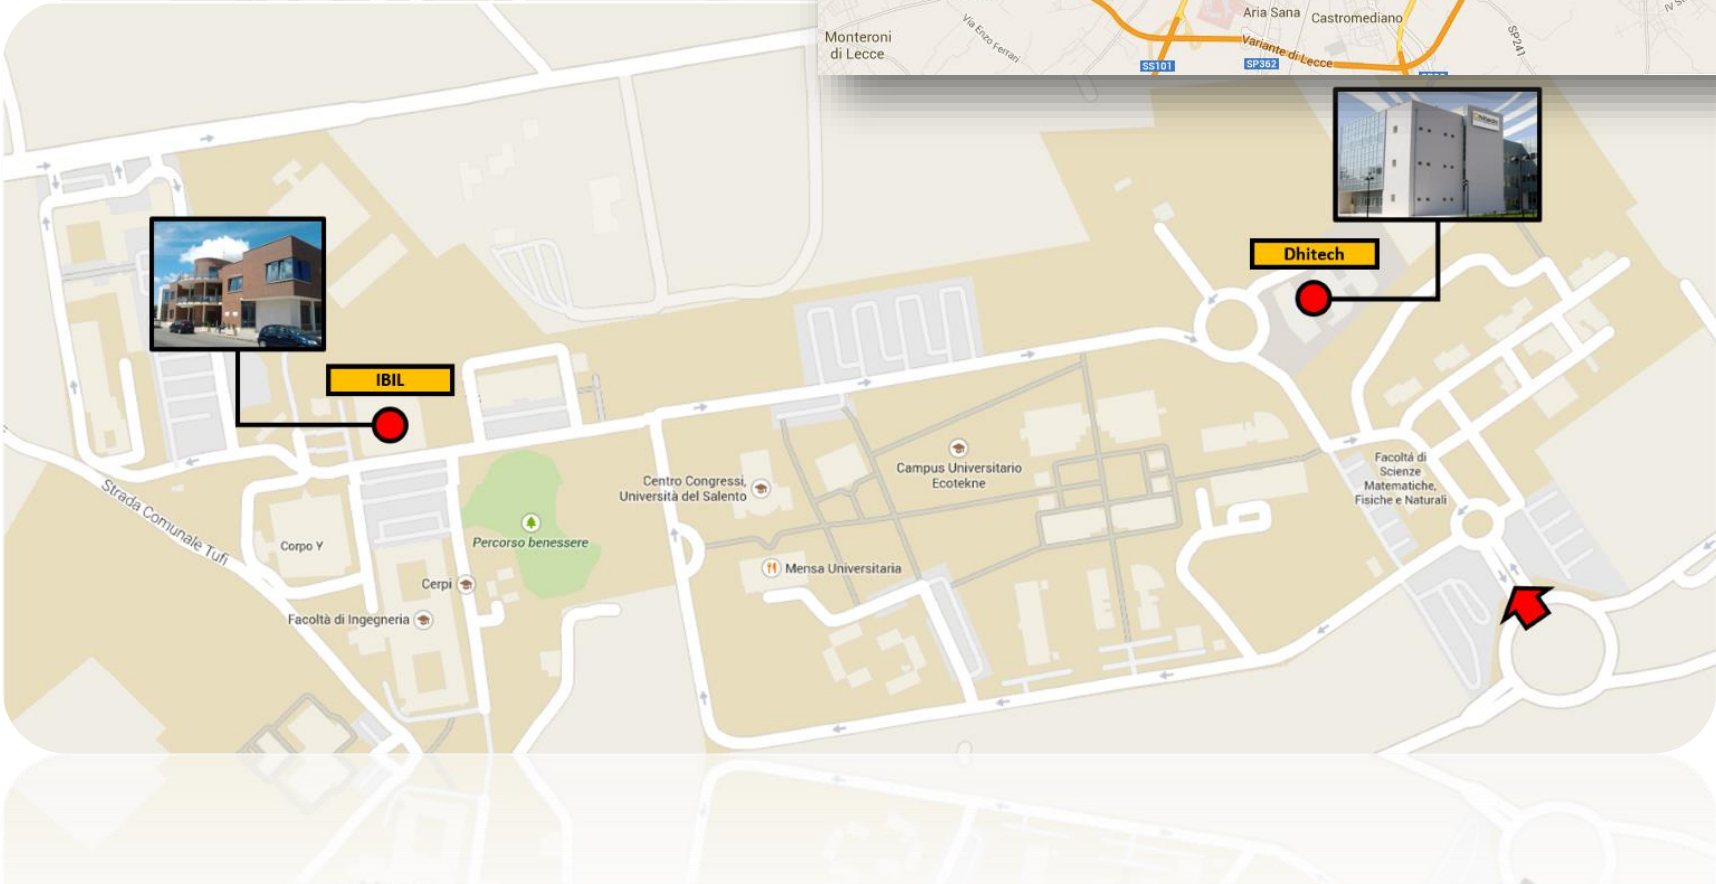 Aria Sana
Castromediano
Via Enzo Ferrari
Monteroni
di Lecce
Variante di Lecce
SS101
SP362
SP241
Dhitech
IBIL
Strada Comunale Tufi
Centro Congressi,
Università del Salento
Campus Universitario
Ecotekne
Facoltá di
Scienze
Matematiche,
Fisiche e Naturali
Percorso benessere
Corpo Y
Mensa Universitaria
Cerpi
Facoltà di Ingegneria